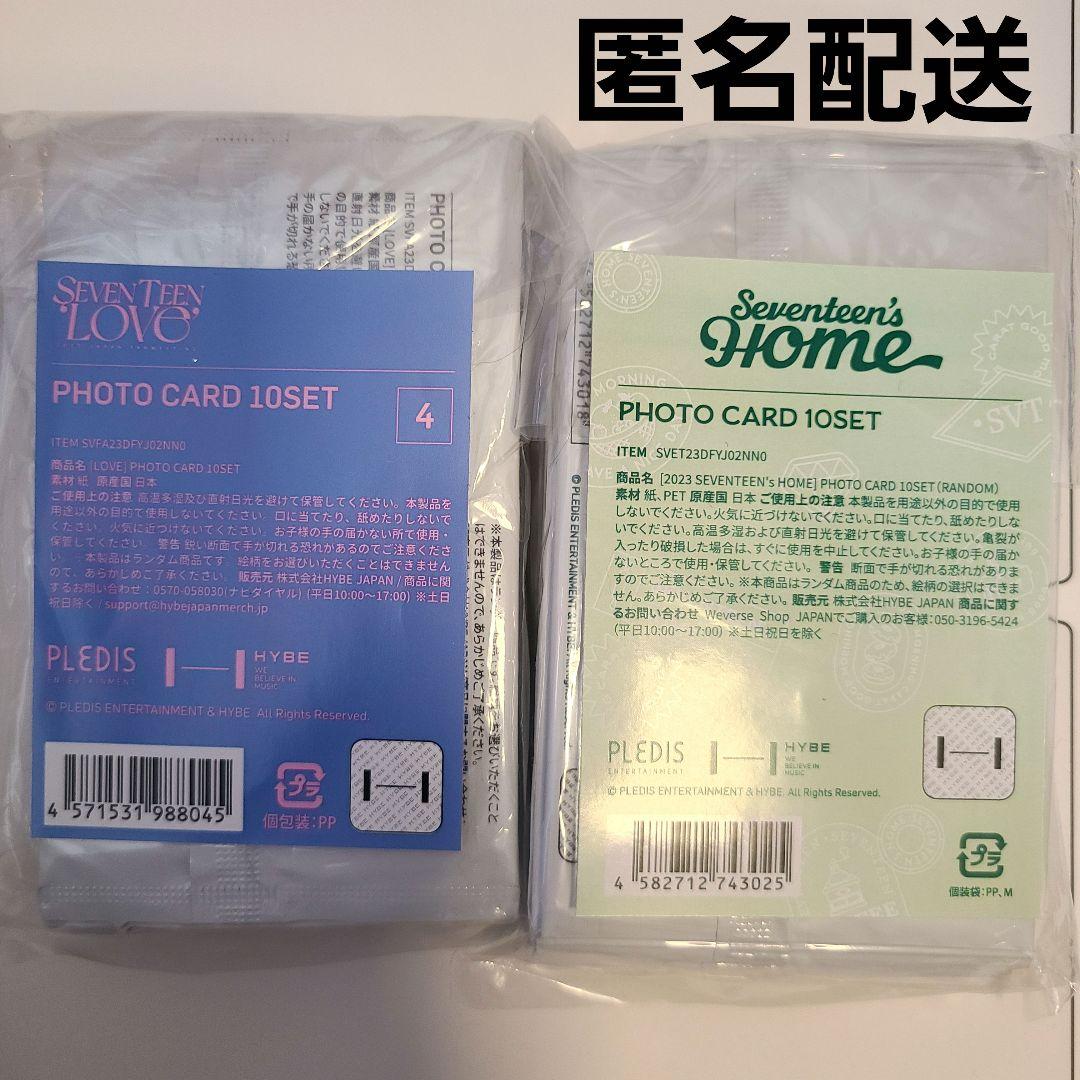 匿名配送
SEVENTEEN
LOVE
PHOTO CARD 10SET
4
ITEM SVFA23DFYJ02NN0
商品名 [LOVE] PHOTO CARD 10SET
素材 紙 原産国 日本
ご使用上の注意 高温多湿及び直射日光を避けて保管してください。本製品を
用途以外の目的で使用しないでください。口に当てたり、舐めたりしないで
ください。火気に近づけないでください。お子様の手の届かない所で使用・
保管してください。 警告 鋭い断面で手が切れる恐れがあるのでご注意くださ
い。 本製品はランダム商品です。絵柄をお選びいただくことはできません
ので、あらかじめご了承ください。 販売元 株式会社HYBE JAPAN / 商品に関
するお問い合わせ：0570-058030(ナビダイヤル) (平日10:00〜17:00) ※土日
祝日除く / support@hybejapanmerch.jp
PLEDIS
ENTERTAINMENT
HYBE
WE
BELIEVE IN
MUSIC
© PLEDIS ENTERTAINMENT & HYBE. All Rights Reserved.
4 571531 988045
プラ
個包装：PP
Seventeen's
Home
PHOTO CARD 10SET
ITEM SVET23DFYJ02NN0
商品名 [2023 SEVENTEEN's HOME] PHOTO CARD 10SET（RANDOM）
素材 紙、PET 原産国 日本 ご使用上の注意 本製品を用途以外の目的で使用
しないでください。火気に近づけないでください。口に当てたり、舐めたりしな
いでください。高温多湿および直射日光を避けて保管してください。亀裂が
入ったり破損した場合は、すぐに使用を中止してください。お子様の手の届か
ないところで使用・保管してください。 警告 断面で手が切れる恐れがありま
すのでご注意ください。※本商品はランダム商品のため、絵柄の選択はできま
せん。あらかじめご了承ください。 販売元 株式会社HYBE JAPAN 商品に関す
るお問い合わせ Weverse Shop JAPANでご購入のお客様：050-3196-5424
（平日10:00〜17:00） ※土日祝日を除く
PLEDIS
ENTERTAINMENT
HYBE
WE
BELIEVE IN
MUSIC
© PLEDIS ENTERTAINMENT & HYBE. All Rights Reserved.
4 582712 743025
プラ
個装袋：PP、M